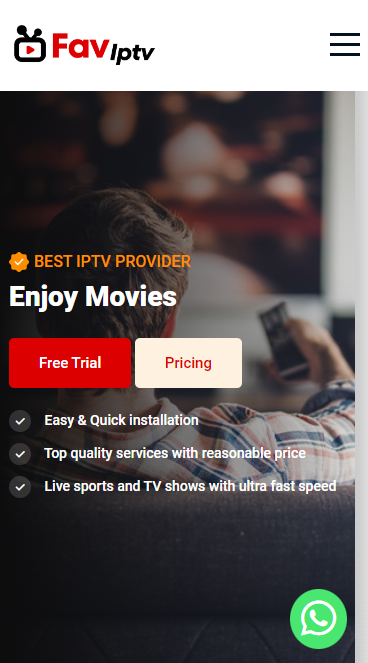 Fav Iptv
BEST IPTV PROVIDER
Enjoy Movies
Free Trial
Pricing
Easy & Quick installation
Top quality services with reasonable price
Live sports and TV shows with ultra fast speed